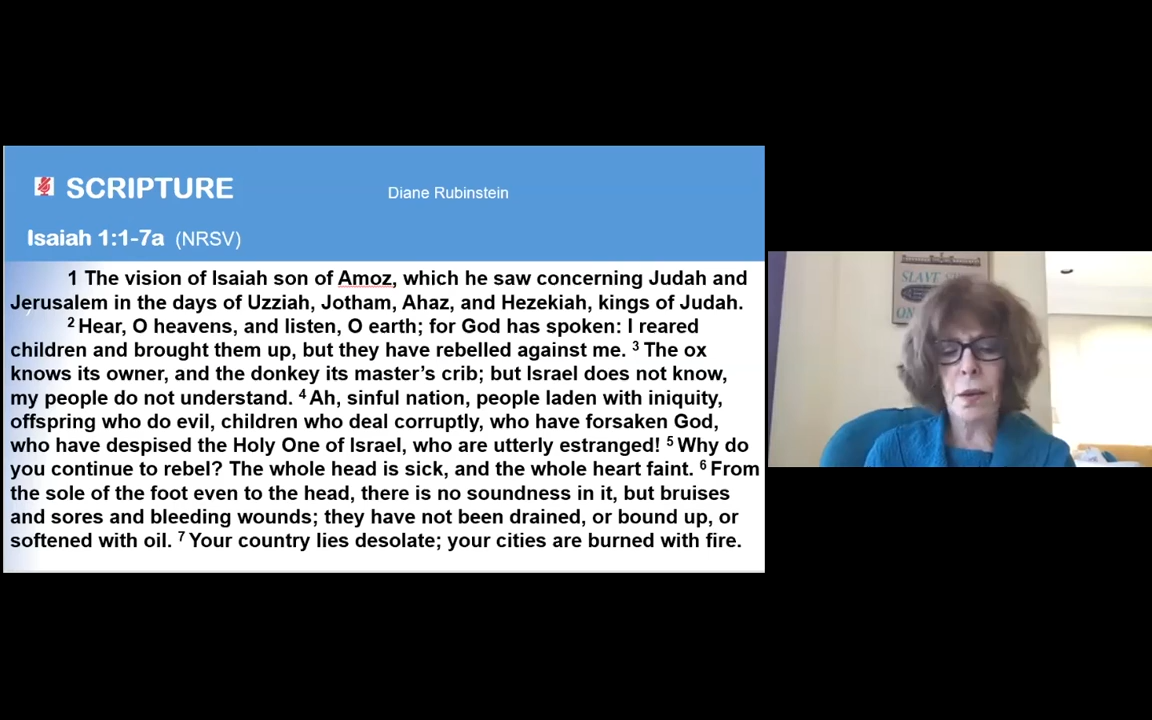 SCRIPTURE
Diane Rubinstein
Isaiah 1:1-7a (NRSV)
1 The vision of Isaiah son of Amoz, which he saw concerning Judah and
Jerusalem in the days of Uzziah, Jotham, Ahaz, and Hezekiah, kings of Judah.
2 Hear, O heavens, and listen, O earth; for God has spoken: I reared
children and brought them up, but they have rebelled against me. 3 The ox
knows its owner, and the donkey its master’s crib; but Israel does not know,
my people do not understand. 4 Ah, sinful nation, people laden with iniquity,
offspring who do evil, children who deal corruptly, who have forsaken God,
who have despised the Holy One of Israel, who are utterly estranged! 5 Why do
you continue to rebel? The whole head is sick, and the whole heart faint. 6 From
the sole of the foot even to the head, there is no soundness in it, but bruises
and sores and bleeding wounds; they have not been drained, or bound up, or
softened with oil. 7 Your country lies desolate; your cities are burned with fire.
SLAVE
ON